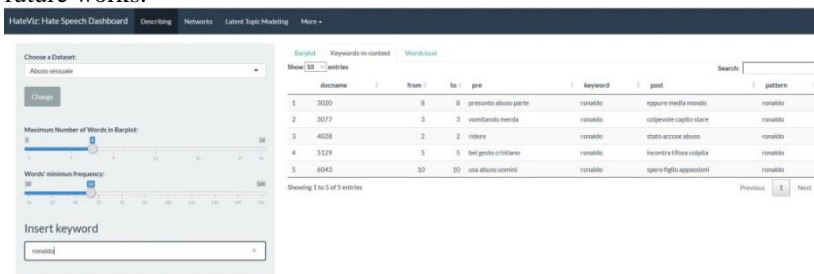 HateViz: Hate Speech Dashboard Describing Networks Latent Topic Modeling More
Choose a Dataset:
Abuso sessuale
Change
Maximum Number of Words in Barplot:
Words' minimun frequency:
Insert keyword
ronaldo
Barplot Keywords-in-context Wordcloud
Show 10 entries
Search:
docname from to pre keyword post pattern
1 3020 8 8 presunto abuso parte ronaldo eppure media mondo ronaldo
2 3077 3 3 vomitando merda ronaldo colpevole capito stare ronaldo
3 4028 2 2 ridere ronaldo stato accuse abuso ronaldo
4 5129 5 5 bel gesto cristiano ronaldo incontra tifosa colpita ronaldo
5 6043 10 10 usa abuso uomini ronaldo spero figlio appassioni ronaldo
Showing 1 to 5 of 5 entries
Previous 1 Next